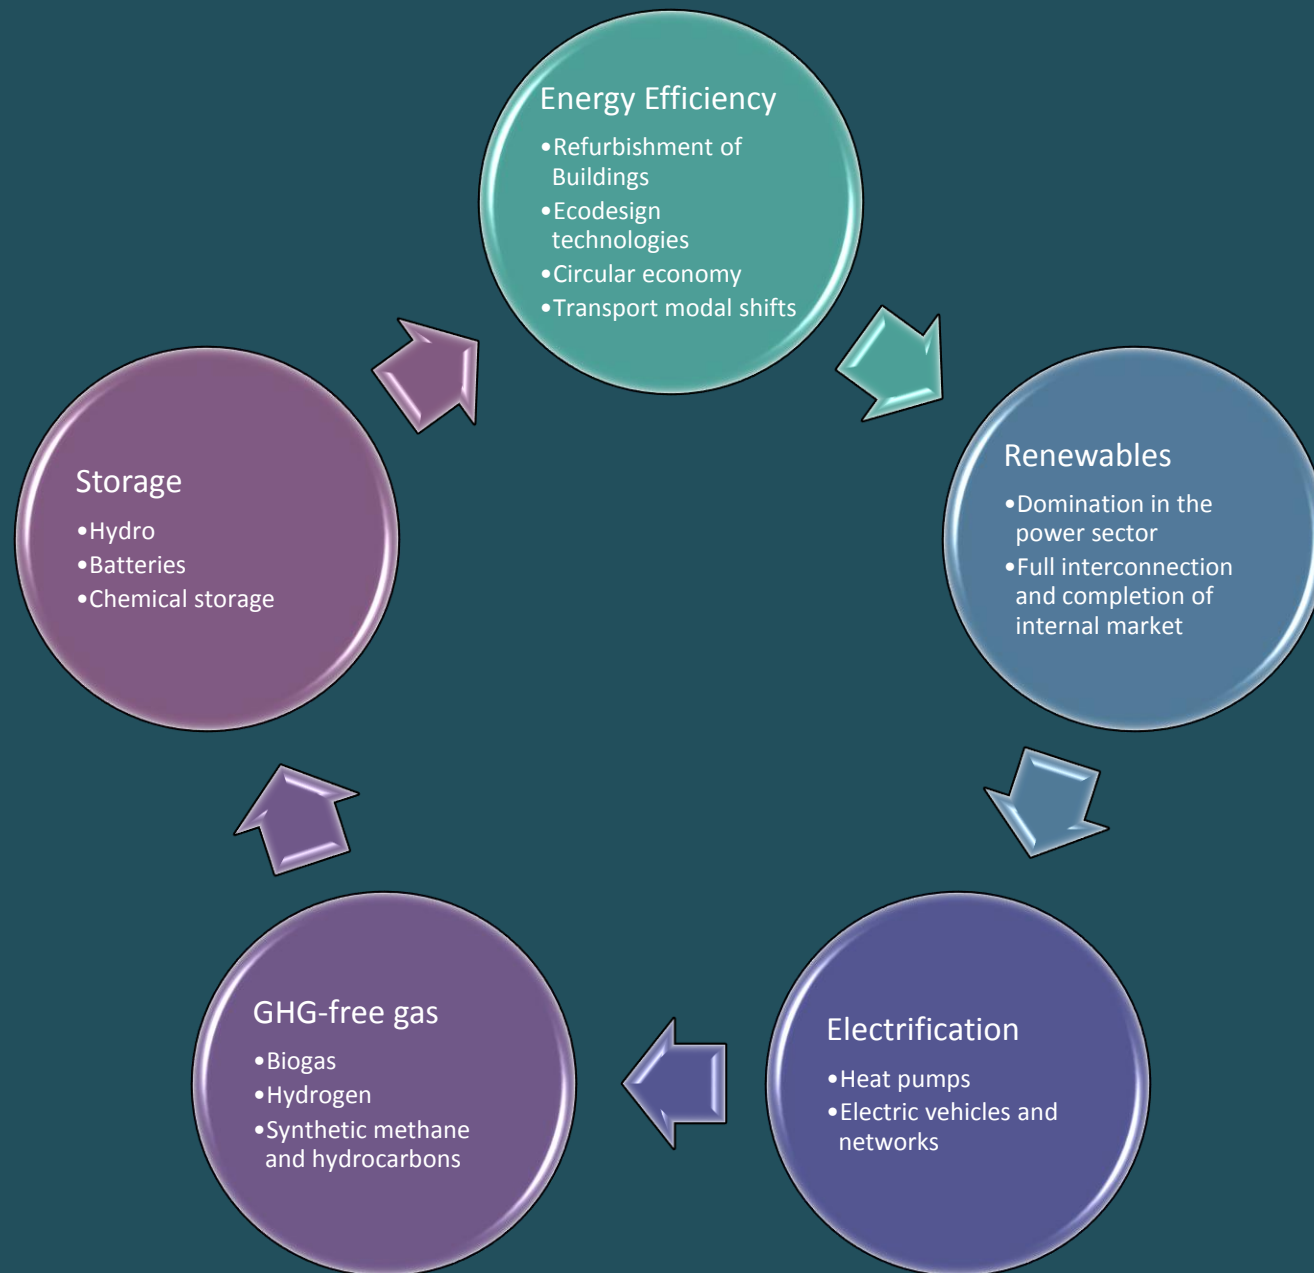 Energy Efficiency
•Refurbishment of
Buildings
•Ecodesign
technologies
•Circular economy
•Transport modal shifts
Renewables
•Domination in the
power sector
•Full interconnection
and completion of
internal market
Electrification
•Heat pumps
•Electric vehicles and
networks
GHG-free gas
•Biogas
•Hydrogen
•Synthetic methane
and hydrocarbons
Storage
•Hydro
•Batteries
•Chemical storage